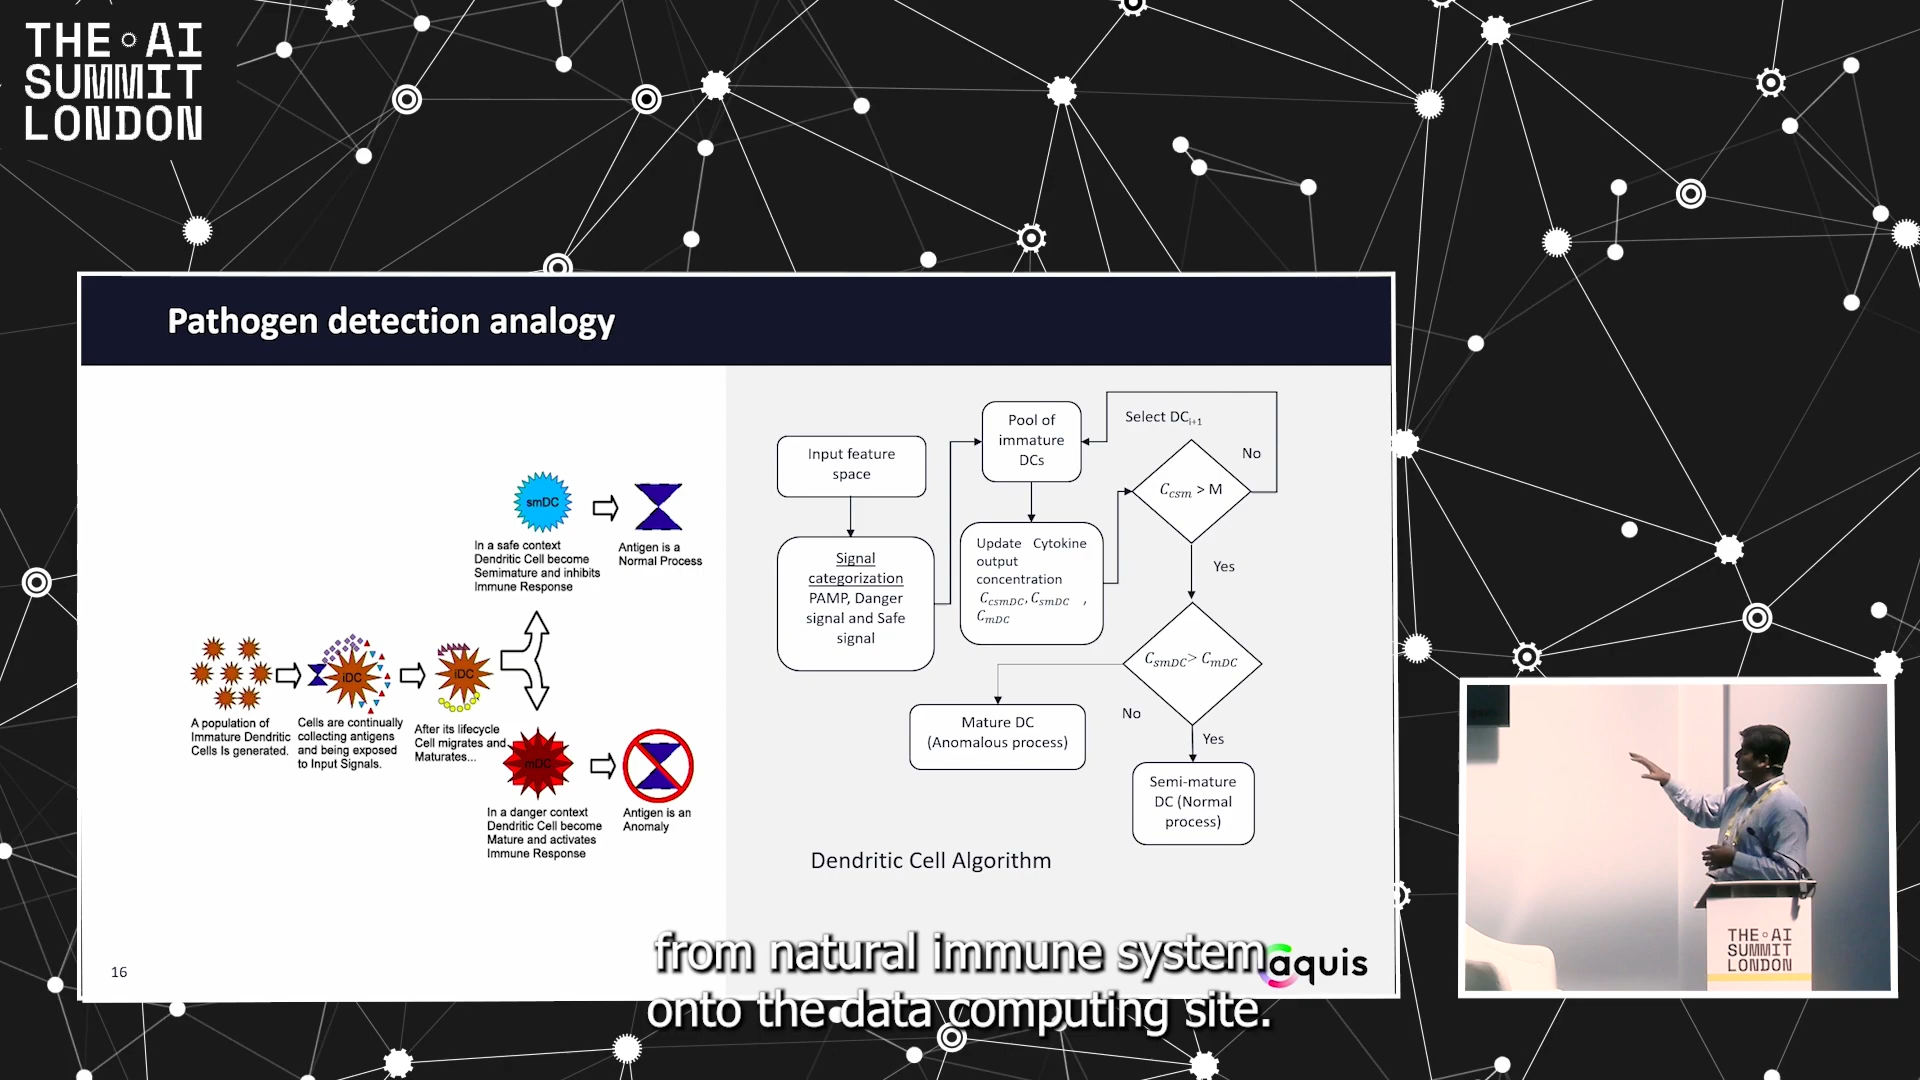 THE AI
SUMMIT
LONDON
Pathogen detection analogy
smDC
In a safe context
Dendritic Cell become
Semimature and inhibits
Immune Response
Antigen is a
Normal Process
iDC
iDC
A population of
Immature Dendritic
Cells Is generated.
Cells are continually
collecting antigens
and being exposed
to Input Signals.
After its lifecycle
Cell migrates and
Maturates...
mDC
In a danger context
Dendritic Cell become
Mature and activates
Immune Response
Antigen is an
Anomaly
Input feature
space
Signal
categorization
PAMP, Danger
signal and Safe
signal
Pool of
immature
DCs
Select DCi+1
No
Ccsm > M
Update Cytokine
output
concentration
CcsmDC, CsmDC ,
CmDC
Yes
CsmDC> CmDC
No
Yes
Mature DC
(Anomalous process)
Semi-mature
DC (Normal
process)
Dendritic Cell Algorithm
16
aquis
from natural immune system
onto the data computing site.
THE AI
SUMMIT
LONDON